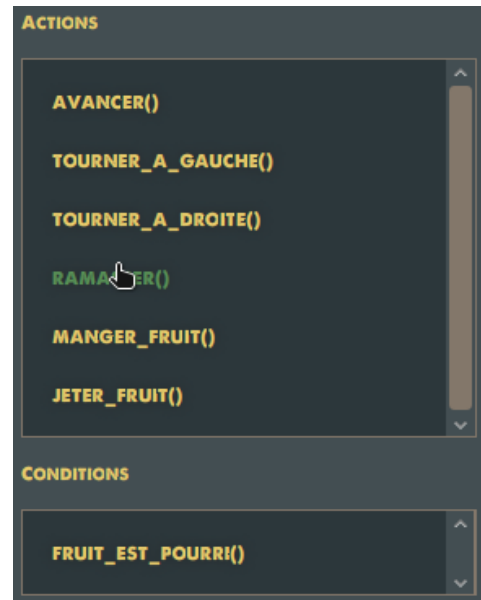 ACTIONS
AVANCER()
TOURNER_A_GAUCHE()
TOURNER_A_DROITE()
MANGER_FRUIT()
JETER_FRUIT()
CONDITIONS
FRUIT_EST_POURRI()